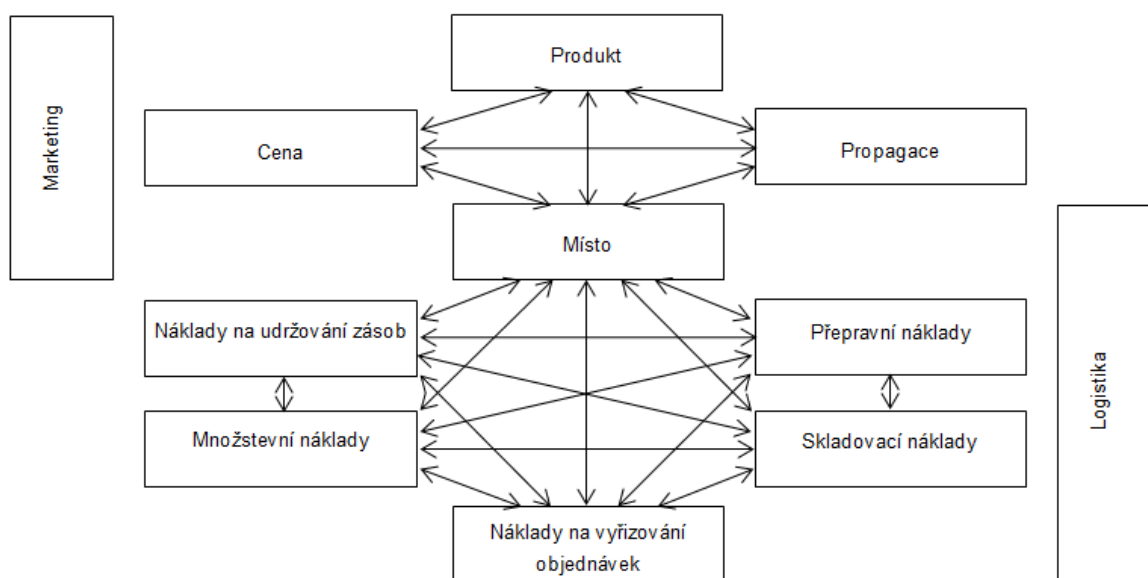 Marketing
Produkt
Cena
Propagace
Místo
Náklady na udržování zásob
Přepravní náklady
Množstevní náklady
Skladovací náklady
Náklady na vyřizování
objednávek
Logistika